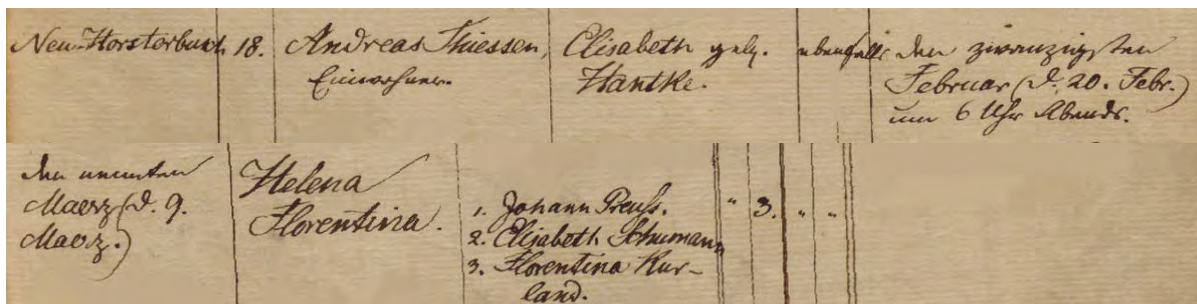 Neu-Horsterbusch 18. Andreas Thiessen, Elisabeth geb. ebenfalls den zwanzigsten
Einwohner. Hantke. Februar (d. 20. Febr.)
um 6 Uhr Abends.
den neunten Helena
Maerz (d. 9. Florentina.
Maerz.)
1. Johann Preuss. " 3. " "
2. Elisabeth Schumann
3. Florentina Kur-
land.